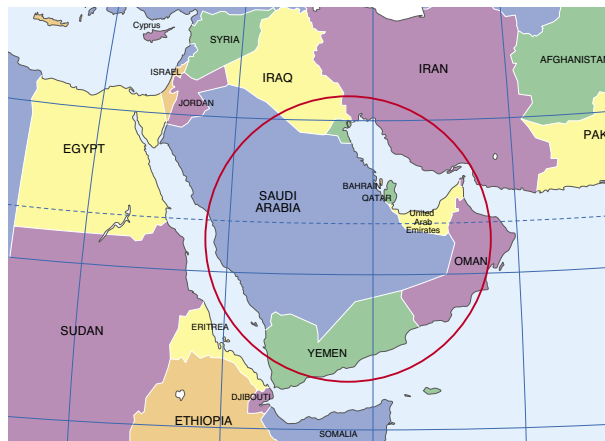 Cyprus
SYRIA
AFGHANISTAN
IRAN
ISRAEL
IRAQ
JORDAN
PAK
EGYPT
BAHRAIN
SAUDI
ARABIA
QATAR
United
Arab
Emirates
OMAN
ERITREA
SUDAN
YEMEN
DJIBOUTI
ETHIOPIA
SOMALIA